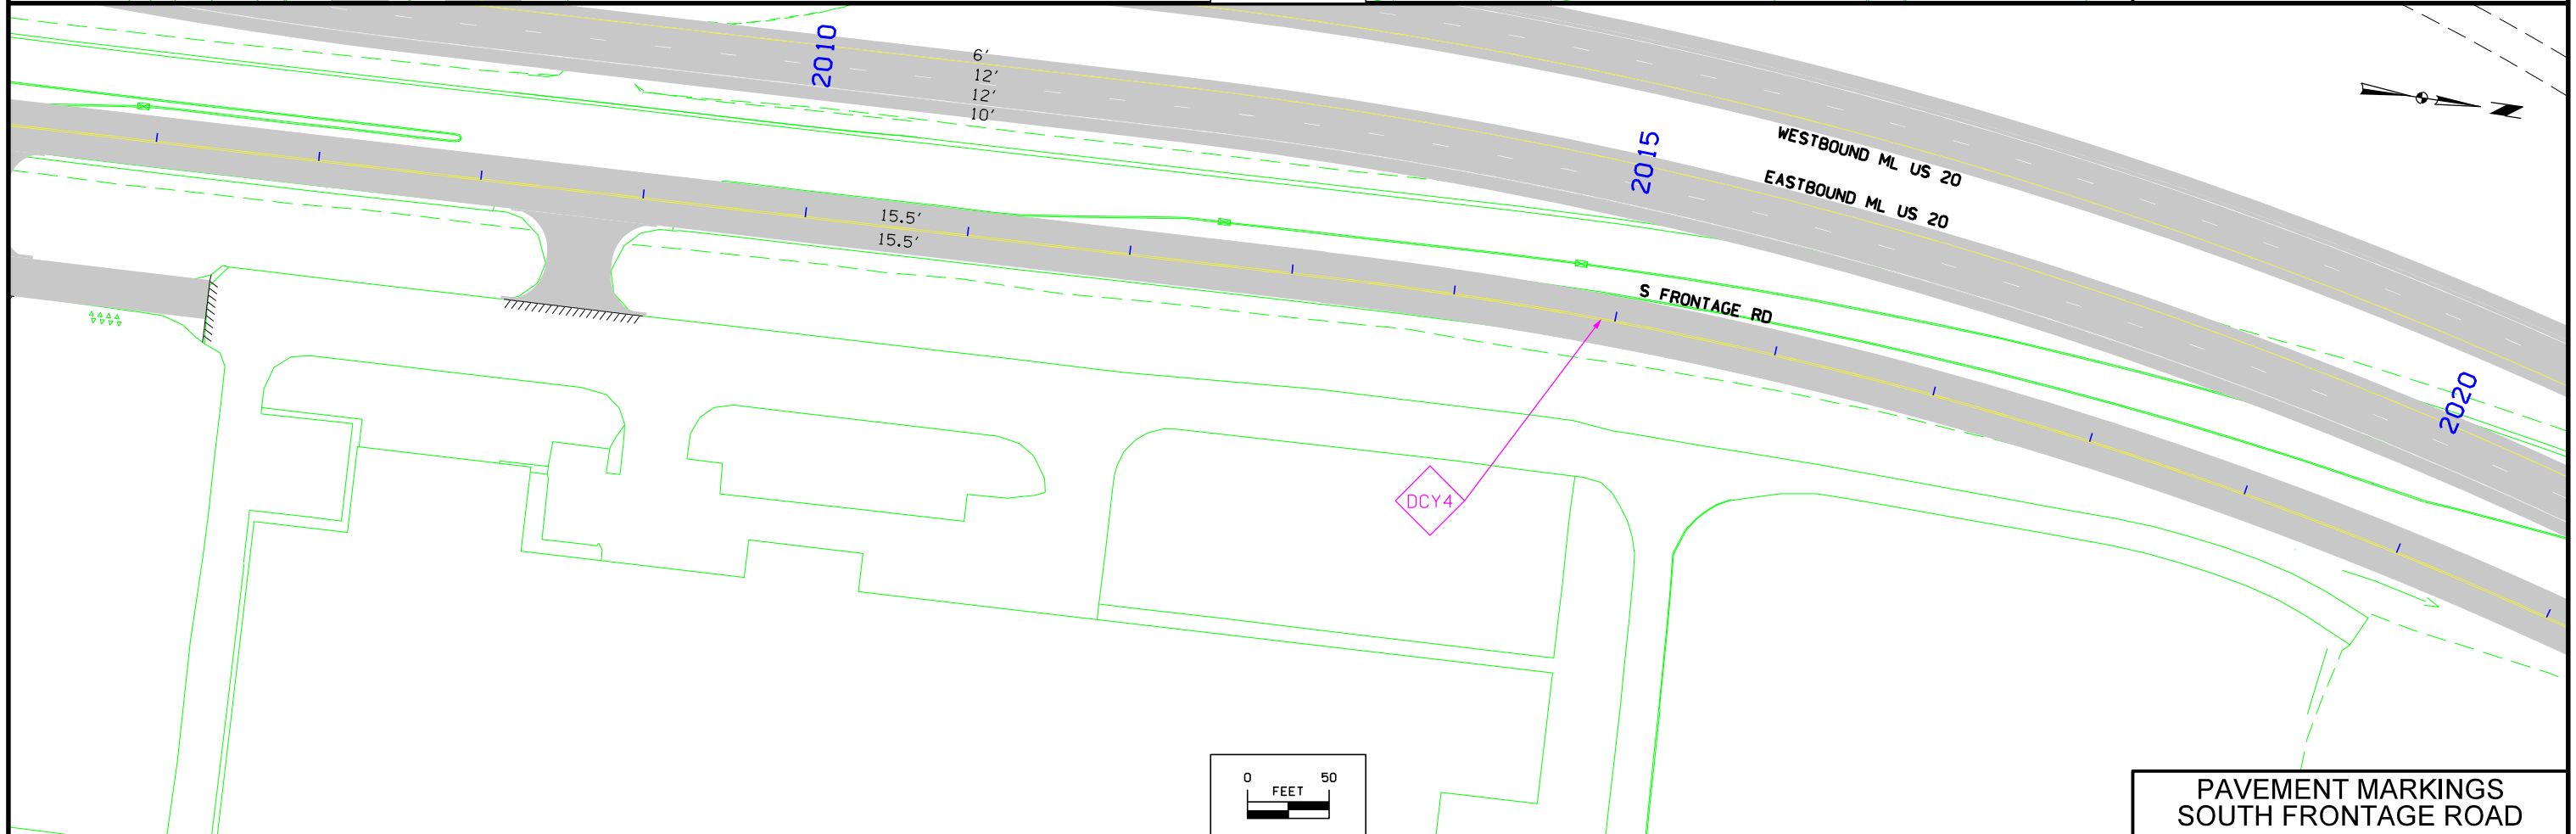 2010
6'
12'
12'
10'
2015
WESTBOUND ML US 20
EASTBOUND ML US 20
15.5'
15.5'
S FRONTAGE RD
2020
DCY4
0 50
FEET
PAVEMENT MARKINGS
SOUTH FRONTAGE ROAD